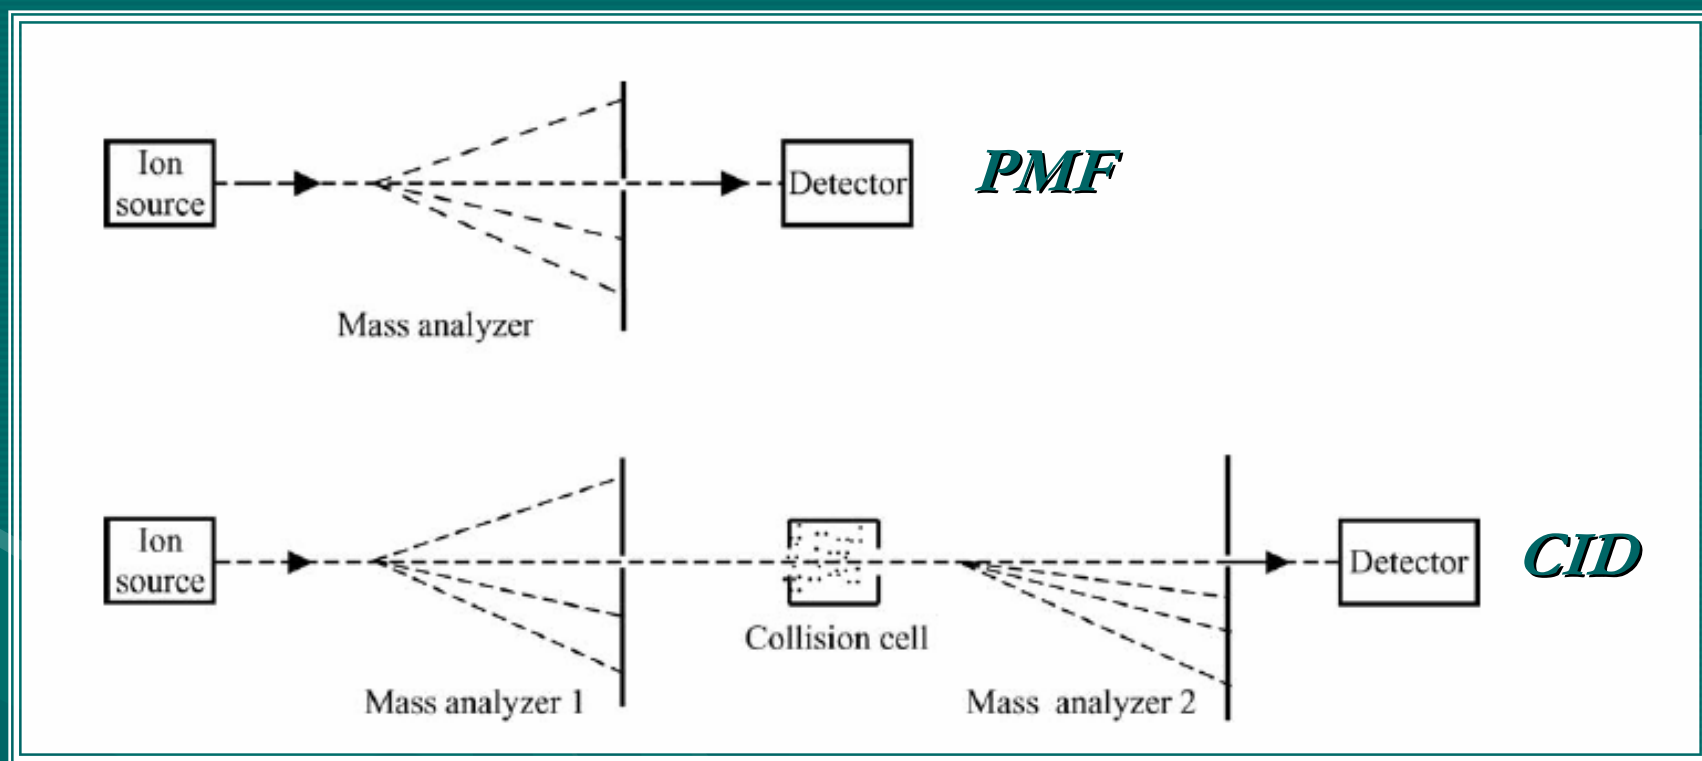 Ion
source
Detector
PMF
Mass analyzer
Ion
source
Collision cell
Detector
CID
Mass analyzer 1
Mass analyzer 2